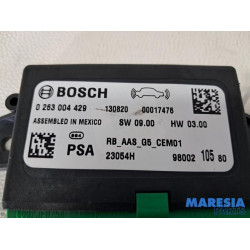 BOSCH
0 263 004 429 130820 00017476
ASSEMBLED IN MEXICO SW 09.00 HW 03.00
PSA RB_AAS_G5_CEM01
23054H 98002 105 80
MARESIA
PARTS